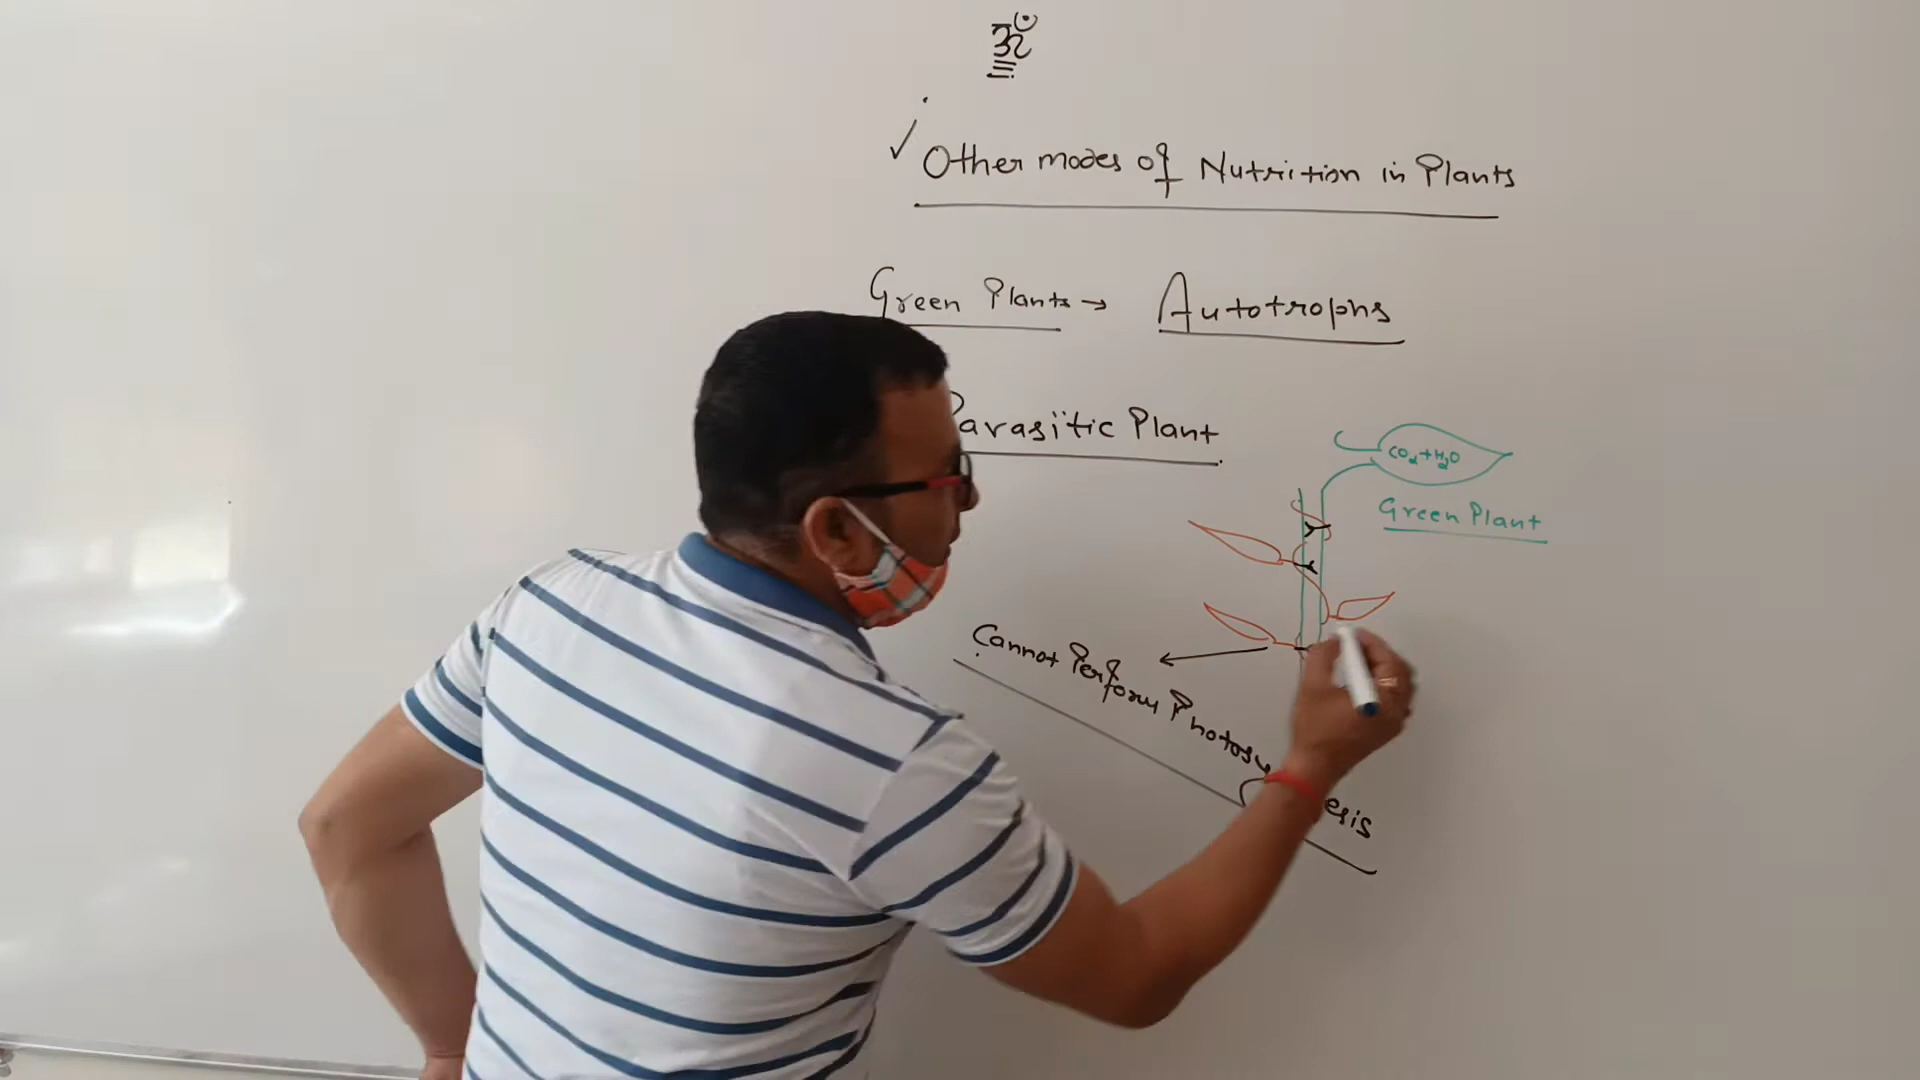 ॐ
Other modes of Nutrition in Plants
Green Plants → Autotrophs
Parasitic Plant
CO2+H2O
Green Plant
Cannot Perform